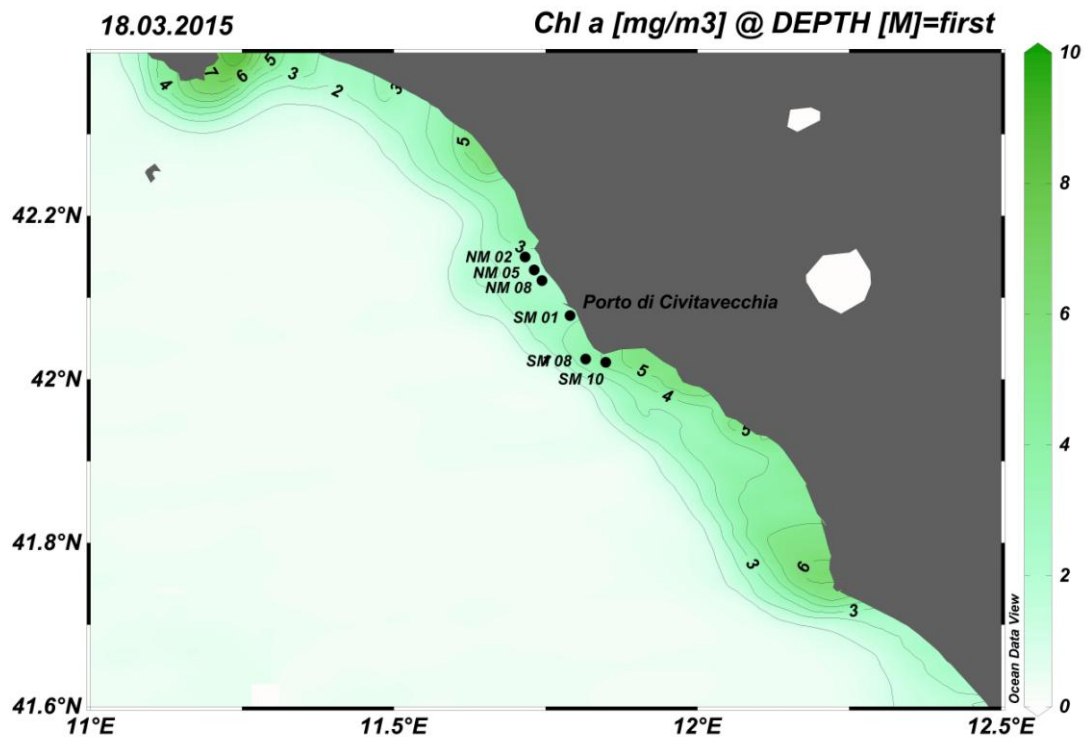 18.03.2015
Chl a [mg/m3] @ DEPTH [M]=first
10
8
6
4
2
0
42.2°N
42°N
41.8°N
41.6°N
11°E
11.5°E
12°E
12.5°E
4
7
6
5
3
2
3
5
3
NM 02
NM 05
NM 08
SM 01
Porto di Civitavecchia
SM 08
SM 10
5
4
5
3
6
3
Ocean Data View